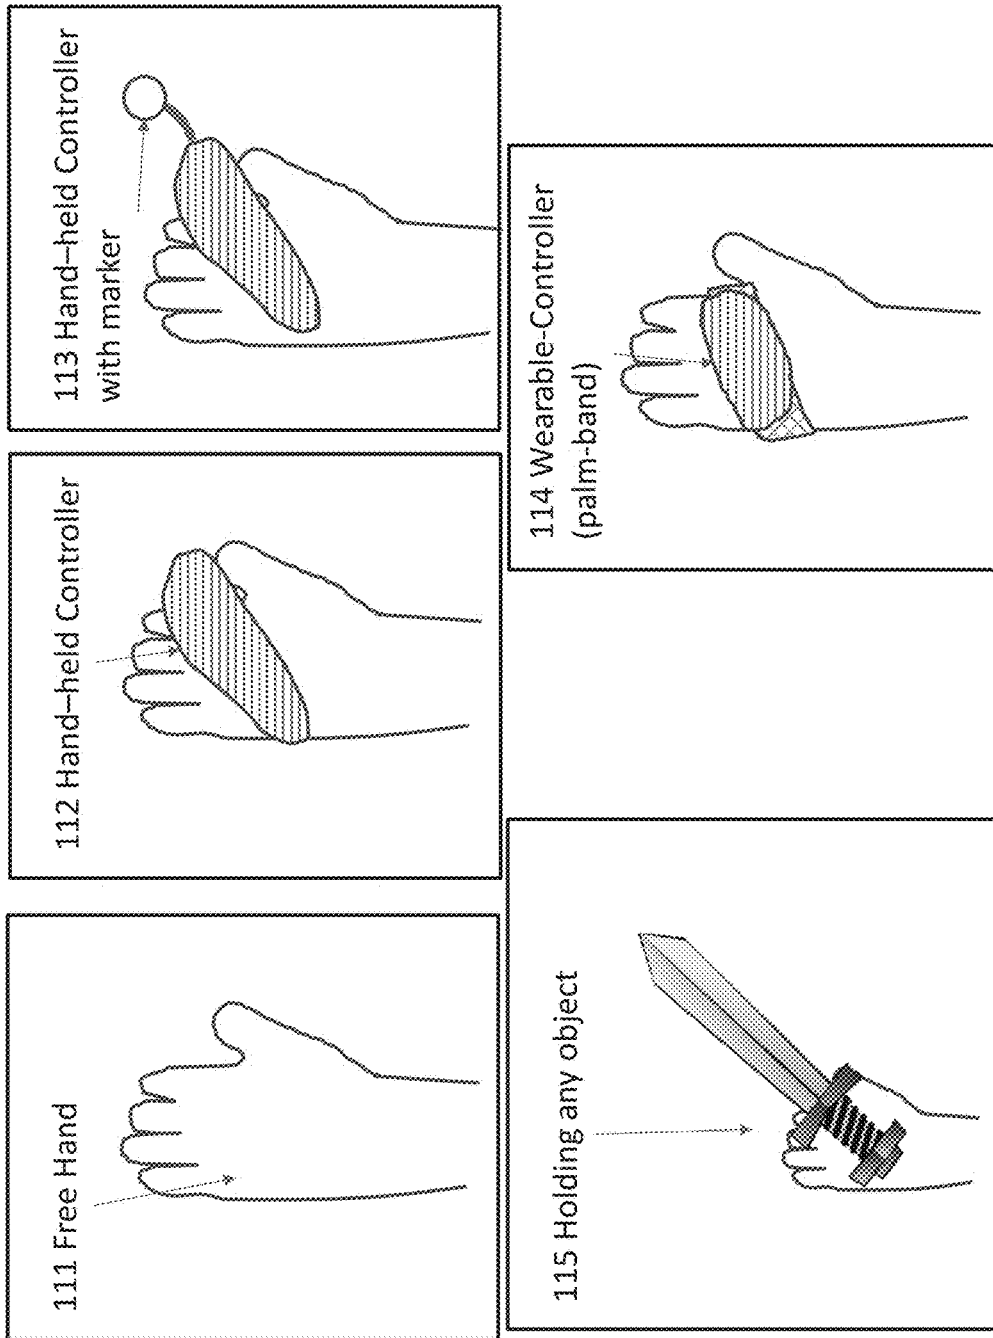 111 Free Hand
112 Hand–held Controller
113 Hand–held Controller
with marker
115 Holding any object
114 Wearable-Controller
(palm-band)